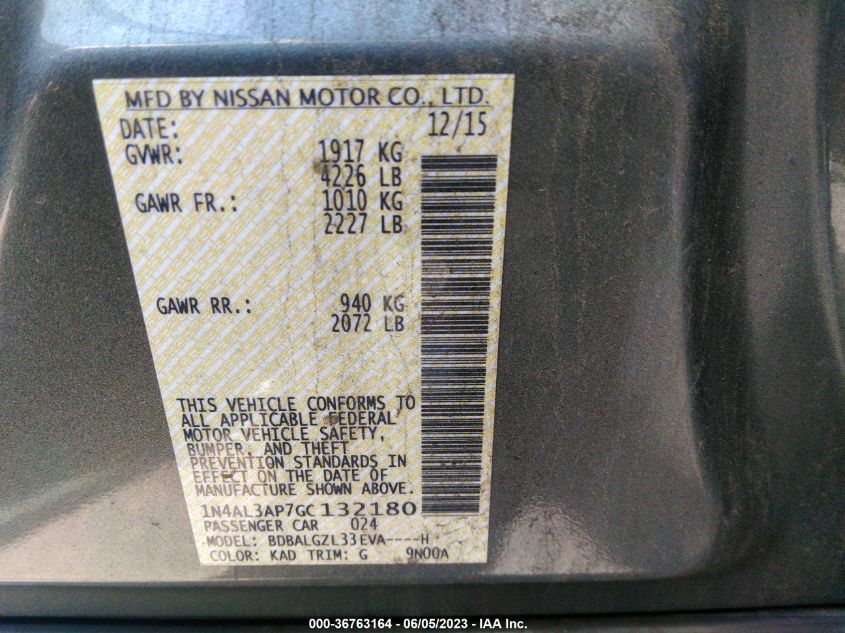 MFD BY NISSAN MOTOR CO., LTD.
DATE: 12/15
GVWR: 1917 KG
4226 LB
GAWR FR.: 1010 KG
2227 LB
GAWR RR.: 940 KG
2072 LB
THIS VEHICLE CONFORMS TO
ALL APPLICABLE FEDERAL
MOTOR VEHICLE SAFETY,
BUMPER, AND THEFT
PREVENTION STANDARDS IN
EFFECT ON THE DATE OF
MANUFACTURE SHOWN ABOVE.
1N4AL3AP7GC132180
PASSENGER CAR 024
MODEL: BDBALGZL33EVA----H
COLOR: KAD TRIM: G 9N00A
000-36763164 - 06/05/2023 - IAA Inc.